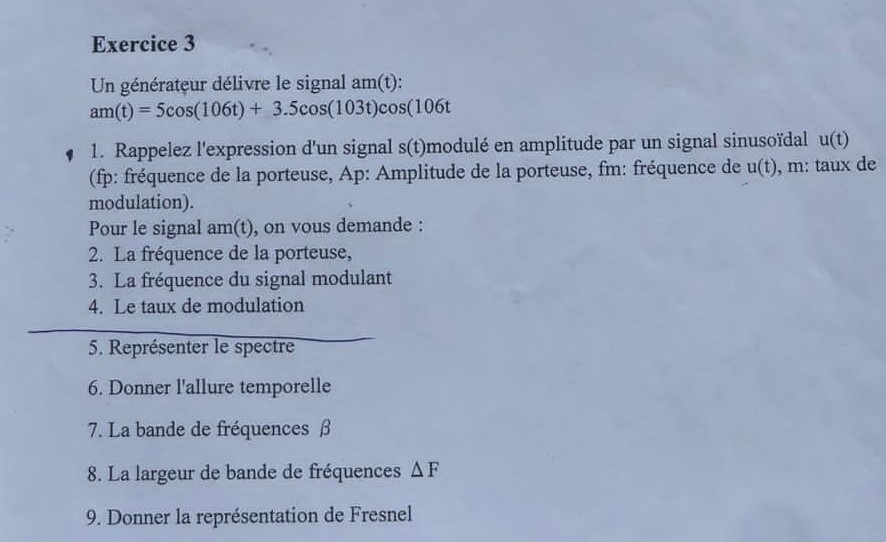 Exercice 3
Un générateur délivre le signal am(t):
am(t) = 5cos(106t) + 3.5cos(103t)cos(106t
1. Rappelez l'expression d'un signal s(t)modulé en amplitude par un signal sinusoïdal u(t)
(fp: fréquence de la porteuse, Ap: Amplitude de la porteuse, fm: fréquence de u(t), m: taux de
modulation).
Pour le signal am(t), on vous demande :
2. La fréquence de la porteuse,
3. La fréquence du signal modulant
4. Le taux de modulation
5. Représenter le spectre
6. Donner l'allure temporelle
7. La bande de fréquences β
8. La largeur de bande de fréquences Δ F
9. Donner la représentation de Fresnel